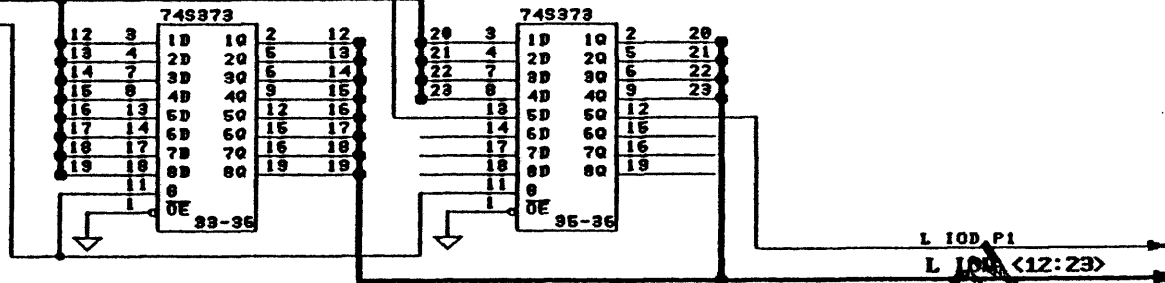 74S373
12 3 1D 1Q 2 12
13 4 2D 2Q 5 13
14 7 3D 3Q 6 14
15 8 4D 4Q 9 15
16 13 5D 5Q 12 16
17 14 6D 6Q 15 17
18 17 7D 7Q 16 18
19 18 8D 8Q 19 19
11 G
1 OE
33-36
74S373
20 3 1D 1Q 2 20
21 4 2D 2Q 5 21
22 7 3D 3Q 6 22
23 8 4D 4Q 9 23
13 5D 5Q 12
14 6D 6Q 15
17 7D 7Q 16
18 8D 8Q 19
11 G
1 OE
35-36
L IOD P1
L <12:23>